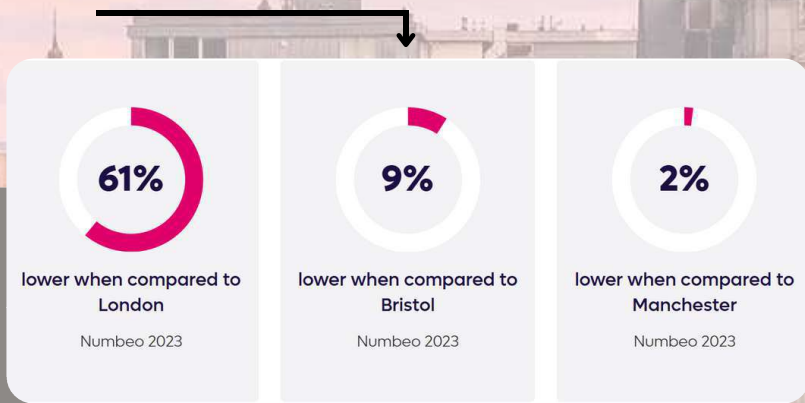 61%
lower when compared to
London
Numbeo 2023
9%
lower when compared to
Bristol
Numbeo 2023
2%
lower when compared to
Manchester
Numbeo 2023